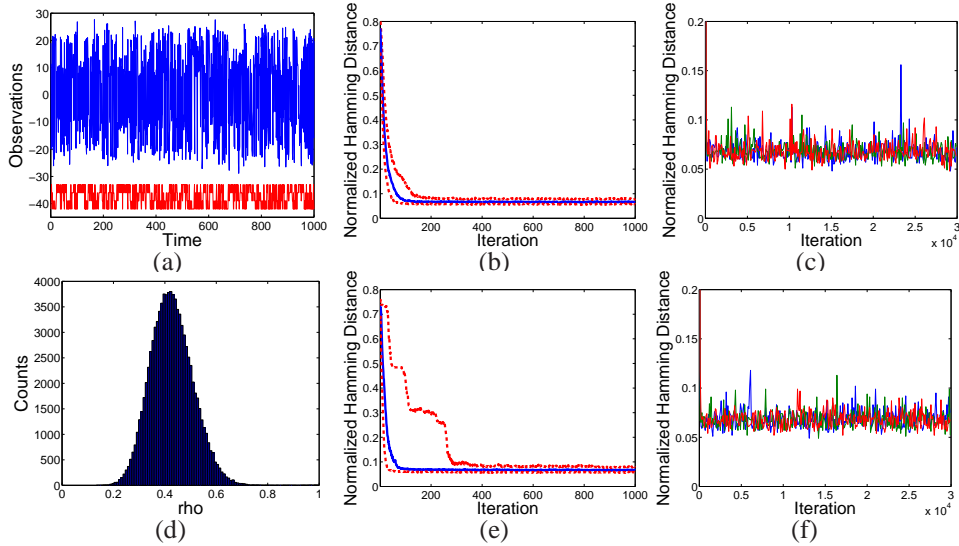 Observations
30
20
10
0
−10
−20
−30
−40
0 200 400 600 800 1000
Time
(a)
Normalized Hamming Distance
0.8
0.7
0.6
0.5
0.4
0.3
0.2
0.1
0
200 400 600 800 1000
Iteration
(b)
Normalized Hamming Distance
0.2
0.15
0.1
0.05
0
0 0.5 1 1.5 2 2.5 3
Iteration
x 10⁴
(c)
Counts
4000
3500
3000
2500
2000
1500
1000
500
0
0 0.2 0.4 0.6 0.8 1
rho
(d)
Normalized Hamming Distance
0.8
0.7
0.6
0.5
0.4
0.3
0.2
0.1
0
200 400 600 800 1000
Iteration
(e)
Normalized Hamming Distance
0.2
0.15
0.1
0.05
0
0 0.5 1 1.5 2 2.5 3
Iteration
x 10⁴
(f)